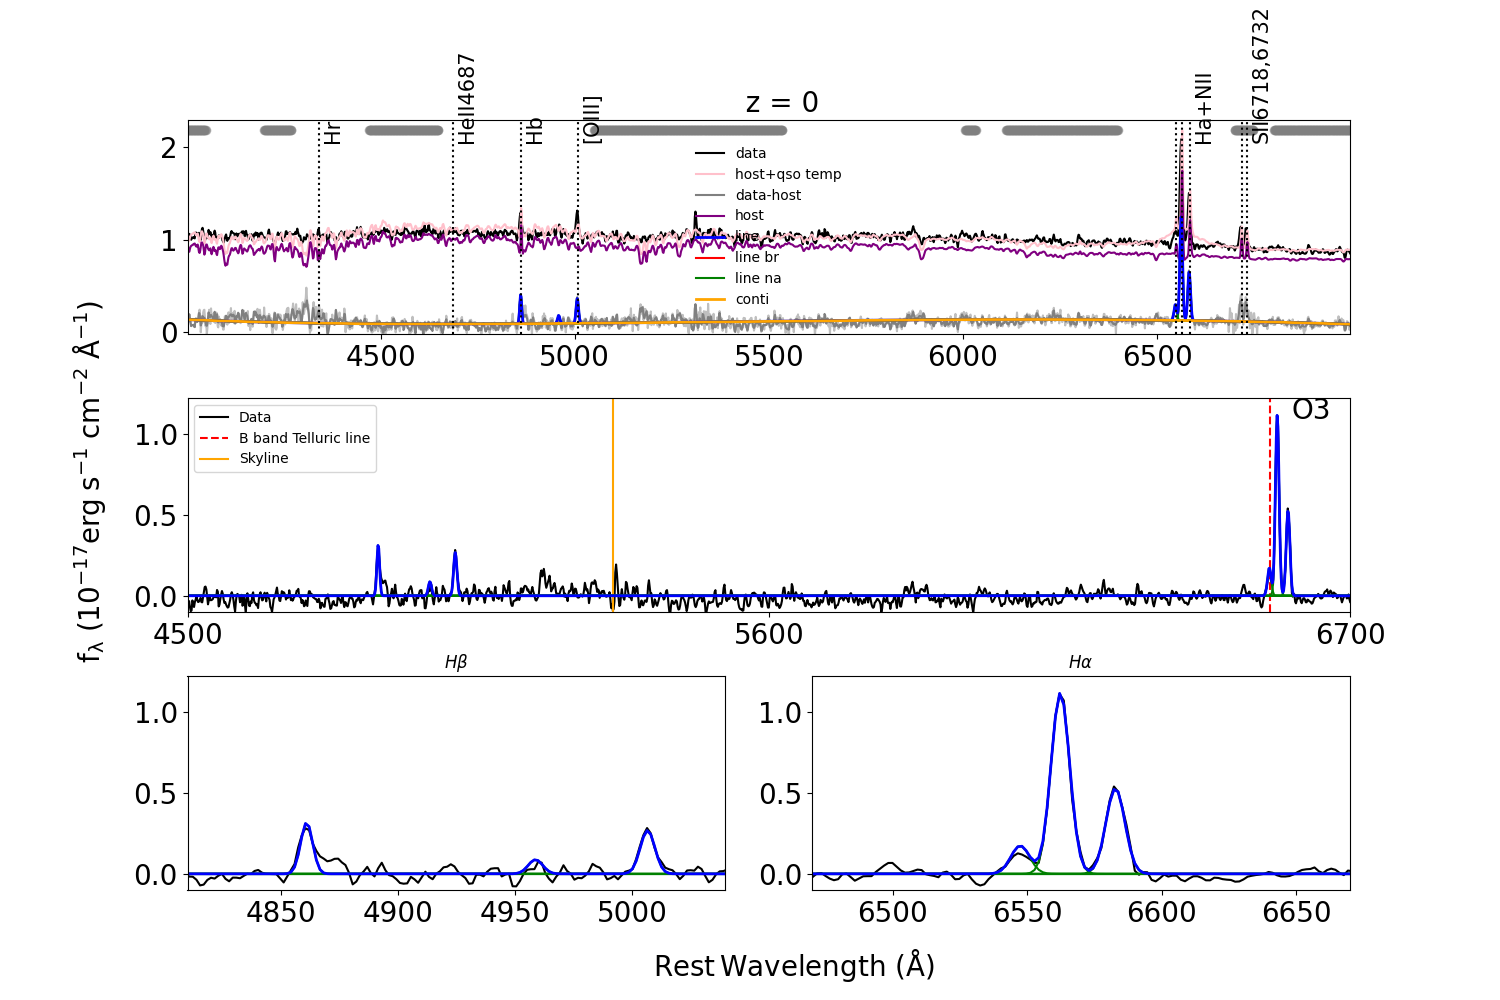 z = 0
Hr
HeII4687
Hb
[OIII]
Ha+NII
SII6718,6732
2
1
0
data
host+qso temp
data-host
host
line
line br
line na
conti
4500
5000
5500
6000
6500
fλ (10⁻¹⁷erg s⁻¹ cm⁻² Å⁻¹)
1.0
0.5
0.0
Data
B band Telluric line
Skyline
O3
4500
5600
6700
Hβ
1.0
0.5
0.0
4850
4900
4950
5000
Hα
1.0
0.5
0.0
6500
6550
6600
6650
Rest Wavelength (Å)